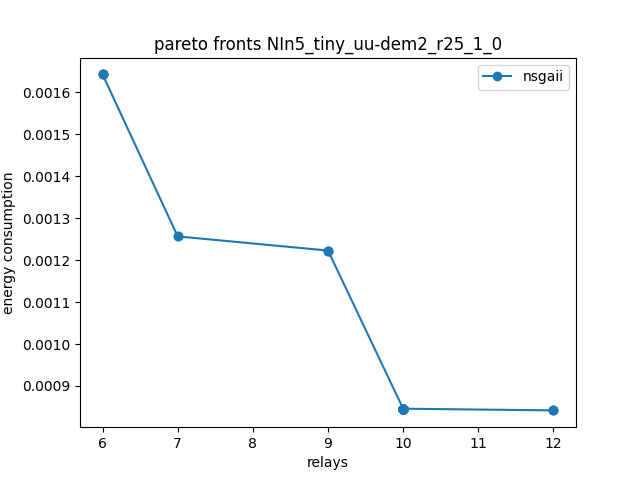 pareto fronts NIn5_tiny_uu-dem2_r25_1_0
nsgaii
0.0016
0.0015
0.0014
0.0013
0.0012
0.0011
0.0010
0.0009
energy consumption
6 7 8 9 10 11 12
relays